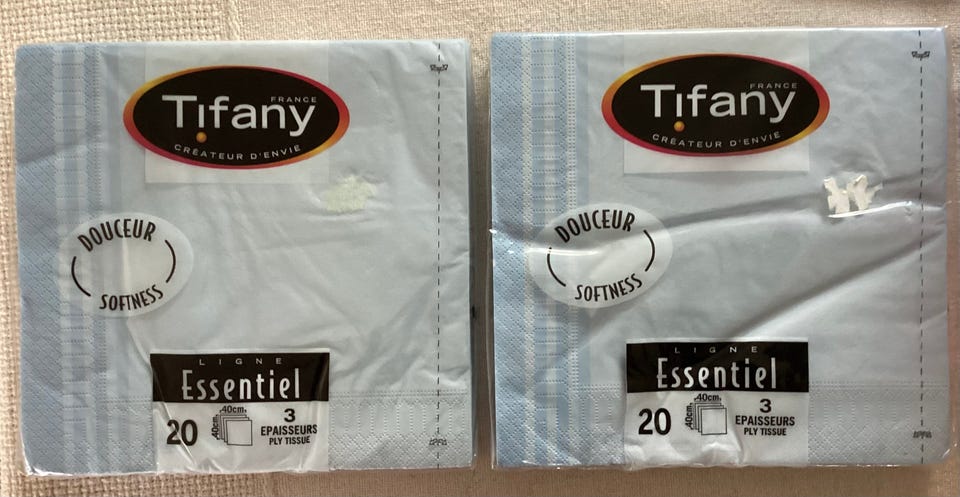 FRANCE
Tifany
CRÉATEUR D'ENVIE
DOUCEUR
SOFTNESS
LIGNE
Essentiel
20
40cm.
40cm.
3
EPAISSEURS
PLY TISSUE
FRANCE
Tifany
CRÉATEUR D'ENVIE
DOUCEUR
SOFTNESS
LIGNE
Essentiel
20
40cm.
40cm.
3
EPAISSEURS
PLY TISSUE